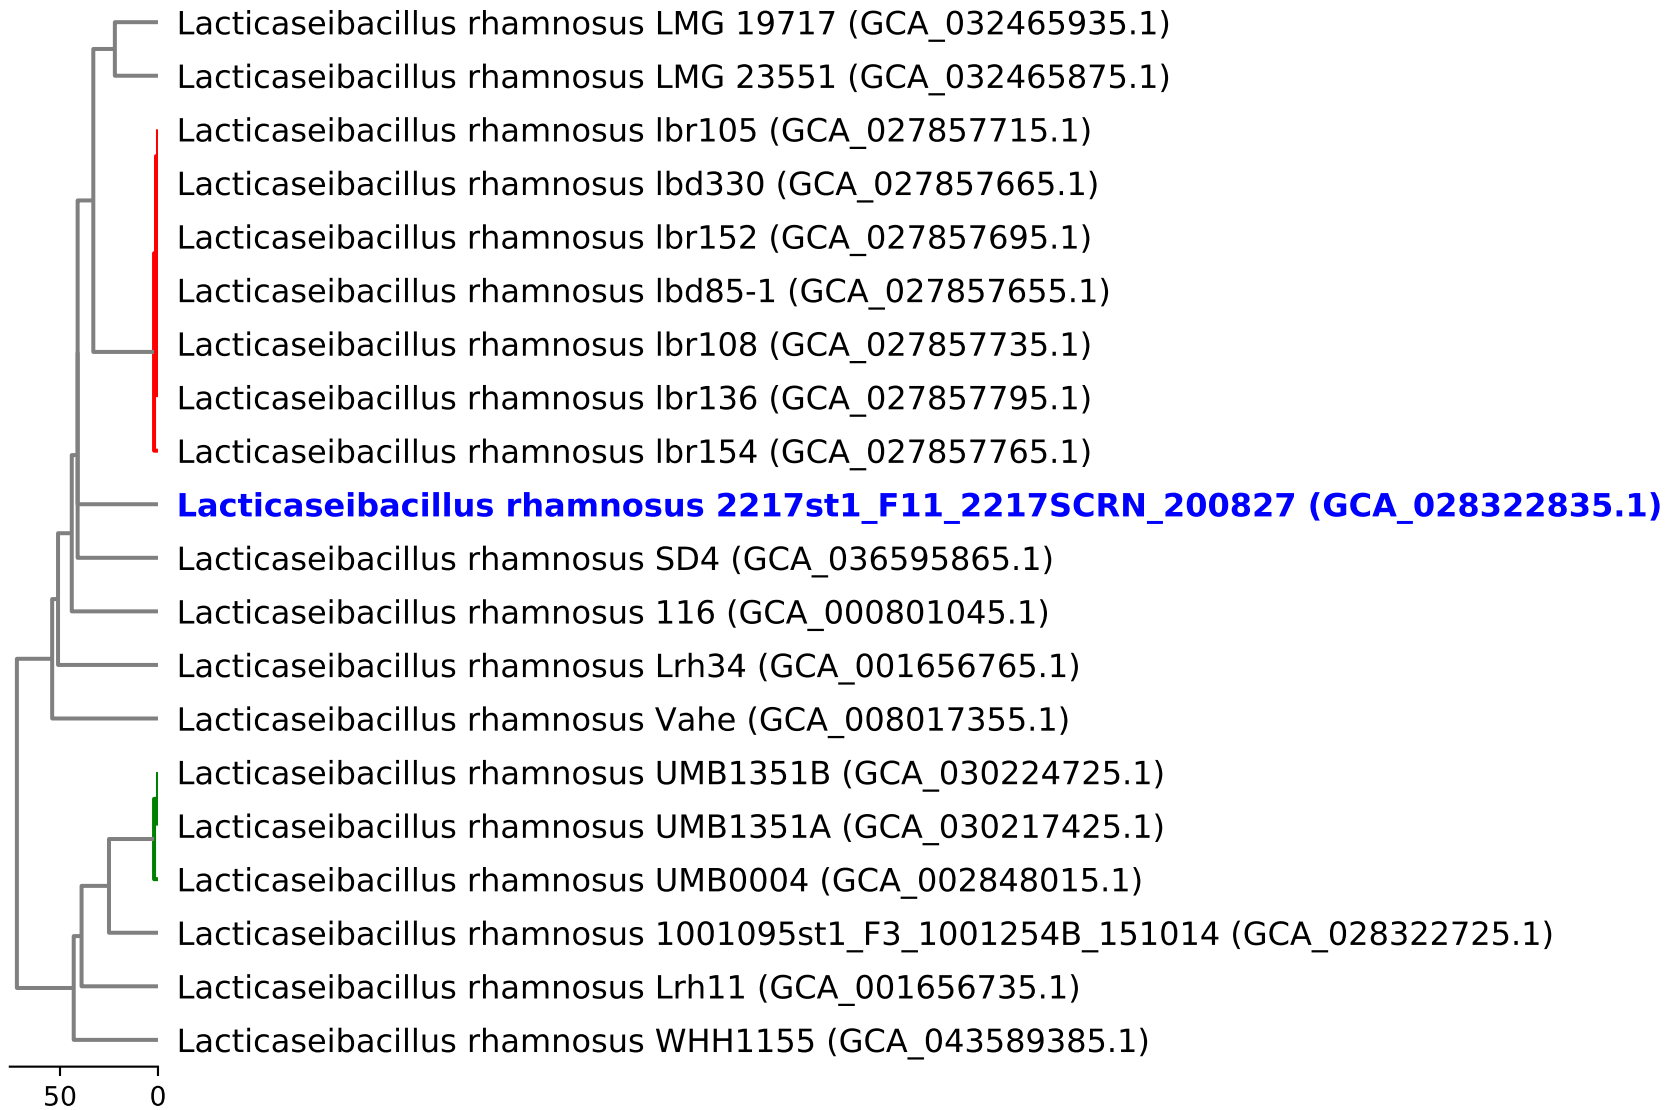 Lacticaseibacillus rhamnosus LMG 19717 (GCA_032465935.1)
Lacticaseibacillus rhamnosus LMG 23551 (GCA_032465875.1)
Lacticaseibacillus rhamnosus lbr105 (GCA_027857715.1)
Lacticaseibacillus rhamnosus lbd330 (GCA_027857665.1)
Lacticaseibacillus rhamnosus lbr152 (GCA_027857695.1)
Lacticaseibacillus rhamnosus lbd85-1 (GCA_027857655.1)
Lacticaseibacillus rhamnosus lbr108 (GCA_027857735.1)
Lacticaseibacillus rhamnosus lbr136 (GCA_027857795.1)
Lacticaseibacillus rhamnosus lbr154 (GCA_027857765.1)
Lacticaseibacillus rhamnosus 2217st1_F11_2217SCRN_200827 (GCA_028322835.1)
Lacticaseibacillus rhamnosus SD4 (GCA_036595865.1)
Lacticaseibacillus rhamnosus 116 (GCA_000801045.1)
Lacticaseibacillus rhamnosus Lrh34 (GCA_001656765.1)
Lacticaseibacillus rhamnosus Vahe (GCA_008017355.1)
Lacticaseibacillus rhamnosus UMB1351B (GCA_030224725.1)
Lacticaseibacillus rhamnosus UMB1351A (GCA_030217425.1)
Lacticaseibacillus rhamnosus UMB0004 (GCA_002848015.1)
Lacticaseibacillus rhamnosus 1001095st1_F3_1001254B_151014 (GCA_028322725.1)
Lacticaseibacillus rhamnosus Lrh11 (GCA_001656735.1)
Lacticaseibacillus rhamnosus WHH1155 (GCA_043589385.1)
50 0